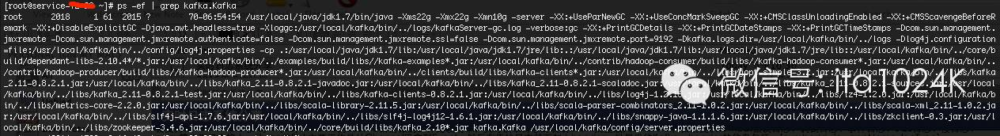 [root@service- ~]# ps -ef | grep kafka.Kafka
root 2018 1 61 2015 ? 70-06:54:54 /usr/local/java/jdk1.7/bin/java -Xms22g -Xmx22g -Xmn10g -server -XX:+UseParNewGC -XX:+UseConcMarkSweepGC -XX:+CMSClassUnloadingEnabled -XX:+CMSScavengeBeforeR
emark -XX:+DisableExplicitGC -Djava.awt.headless=true -Xloggc:/usr/local/kafka/bin/../logs/kafkaServer-gc.log -verbose:gc -XX:+PrintGCDetails -XX:+PrintGCDateStamps -XX:+PrintGCTimeStamps -Dcom.sun.management.
jmxremote -Dcom.sun.management.jmxremote.authenticate=false -Dcom.sun.management.jmxremote.ssl=false -Dcom.sun.management.jmxremote.port=9192 -Dkafka.logs.dir=/usr/local/kafka/bin/../logs -Dlog4j.configuration
=file:/usr/local/kafka/bin/../config/log4j.properties -cp .:/usr/local/java/jdk1.7/lib:/usr/local/java/jdk1.7/jre/lib:.:/usr/local/java/jdk1.7/lib:/usr/local/java/jdk1.7/jre/lib::/usr/local/kafka/bin/../core/b
uild/dependant-libs-2.10.4*/*.jar:/usr/local/kafka/bin/../examples/build/libs//kafka-examples*.jar:/usr/local/kafka/bin/../contrib/hadoop-consumer/build/libs//kafka-hadoop-consumer*.jar:/usr/local/kafka/bin/..
/contrib/hadoop-producer/build/libs//kafka-hadoop-producer*.jar:/usr/local/kafka/bin/../clients/build/libs/kafka-clients*.jar:/usr/local/kafka/bin/../libs/jopt-
_2.11-0.8.2.1.jar:/usr/local/kafka/bin/../libs/kafka_2.11-0.8.2.1-javadoc.jar:/usr/local/kafka/bin/../libs/kafka_2.11-0.8.2.1-scaladoc.jar:/usr/local/kafka
/bin/../libs/kafka_2.11-0.8.2.1-test.jar:/usr/local/kafka/bin/../libs/kafka-clients-0.8.2.1.jar:/usr/local/kafka/bin/../libs/log4j-1.2
in/../libs/metrics-core-2.2.0.jar:/usr/local/kafka/bin/../libs/scala-library-2.11.5.jar:/usr/local/kafka/bin/../libs/scala-parser-combinators_2.11-1.0.2.jar:/usr/local/kafka/bin/../libs/scala-xml_2.11-1.0.2.ja
r:/usr/local/kafka/bin/../libs/slf4j-api-1.7.6.jar:/usr/local/kafka/bin/../libs/slf4j-log4j12-1.6.1.jar:/usr/local/kafka/bin/../libs/snappy-java-1.1.1.6.jar:/usr/local/kafka/bin/../libs/zkclient-0.3.jar:/usr/l
ocal/kafka/bin/../libs/zookeeper-3.4.6.jar:/usr/local/kafka/bin/../core/build/libs/kafka_2.10*.jar kafka.Kafka /usr/local/kafka/config/server.properties
微信号: ita1024K